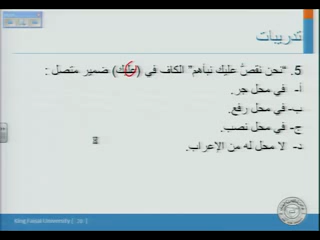 تدريبات
5. "نحن نقصُّ عليك نبأهم" الكاف في (عليك) ضمير متصل :
أ- في محل جر.
ب- في محل رفع.
ج- في محل نصب.
د- لا محل له من الإعراب.
King Faisal University